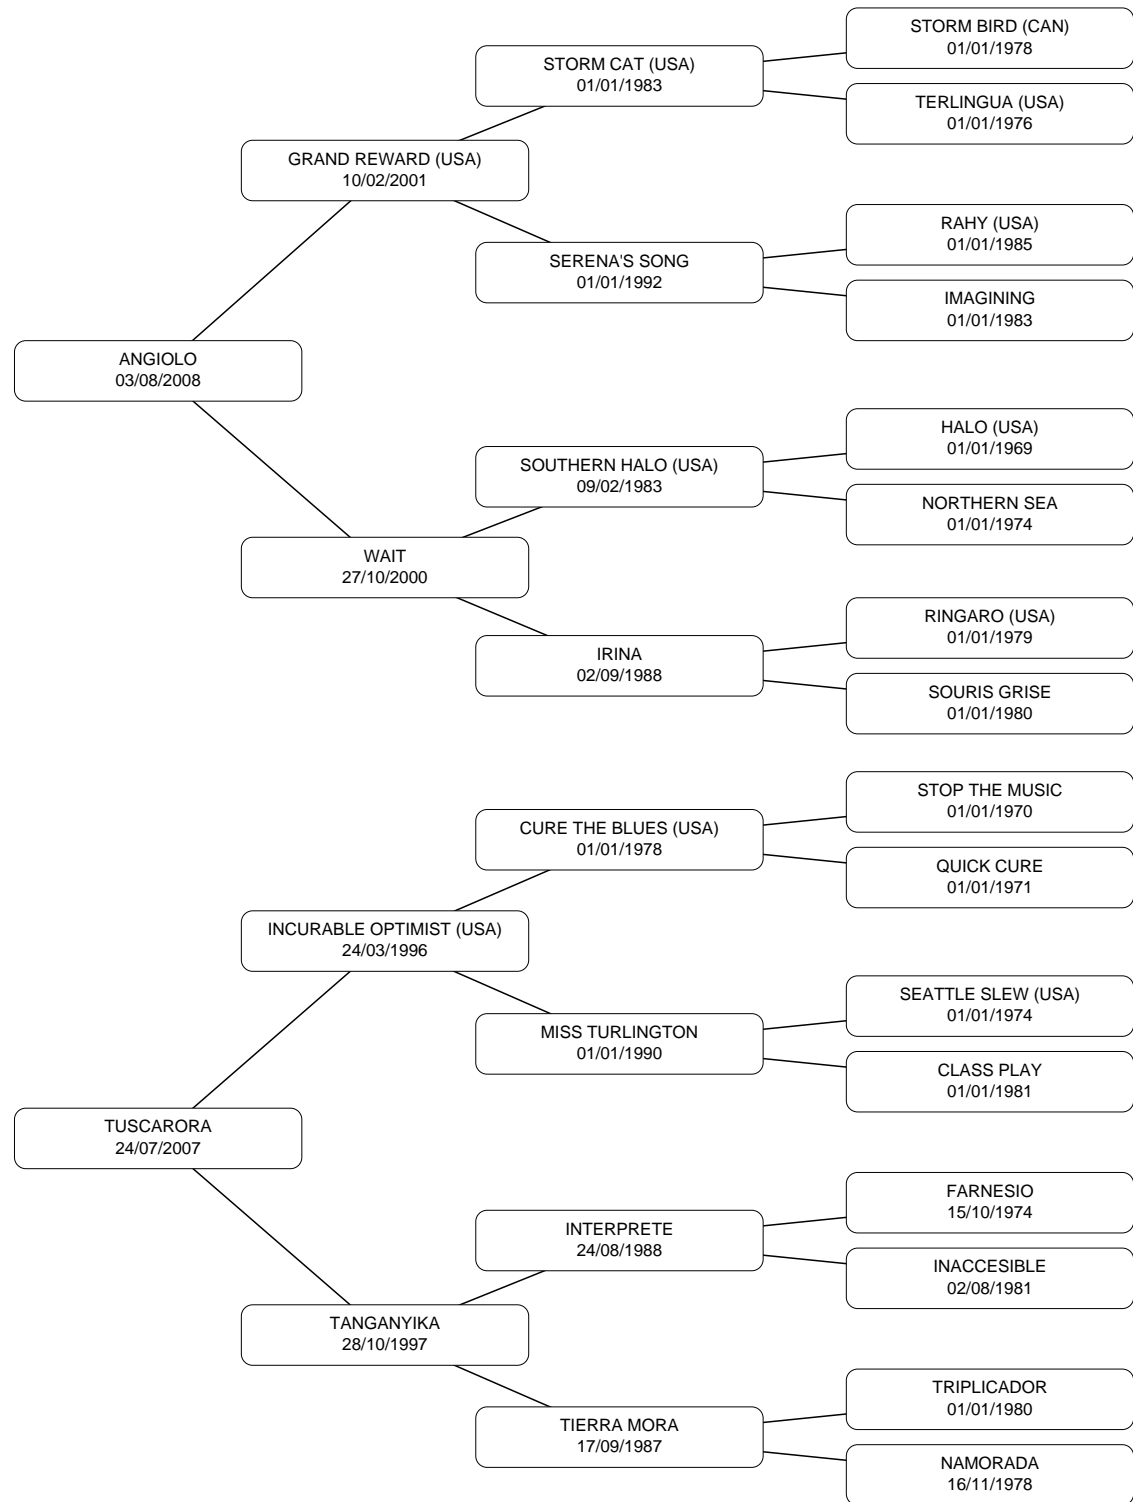 STORM BIRD (CAN)
01/01/1978
STORM CAT (USA)
01/01/1983
TERLINGUA (USA)
01/01/1976
GRAND REWARD (USA)
10/02/2001
RAHY (USA)
01/01/1985
SERENA'S SONG
01/01/1992
IMAGINING
01/01/1983
ANGIOLO
03/08/2008
HALO (USA)
01/01/1969
SOUTHERN HALO (USA)
09/02/1983
NORTHERN SEA
01/01/1974
WAIT
27/10/2000
RINGARO (USA)
01/01/1979
IRINA
02/09/1988
SOURIS GRISE
01/01/1980
STOP THE MUSIC
01/01/1970
CURE THE BLUES (USA)
01/01/1978
QUICK CURE
01/01/1971
INCURABLE OPTIMIST (USA)
24/03/1996
SEATTLE SLEW (USA)
01/01/1974
MISS TURLINGTON
01/01/1990
CLASS PLAY
01/01/1981
TUSCARORA
24/07/2007
FARNESIO
15/10/1974
INTERPRETE
24/08/1988
INACCESIBLE
02/08/1981
TANGANYIKA
28/10/1997
TRIPLICADOR
01/01/1980
TIERRA MORA
17/09/1987
NAMORADA
16/11/1978